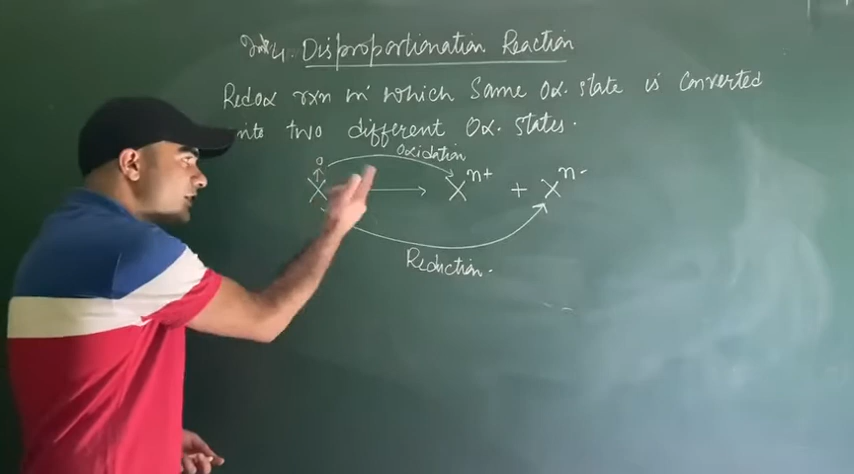 Disproportionation Reaction
Redox rxn in which Same Ox. state is Converted
into two different Ox. States.
Oxidation
0
X → X^n+ + X^n-
Reduction.